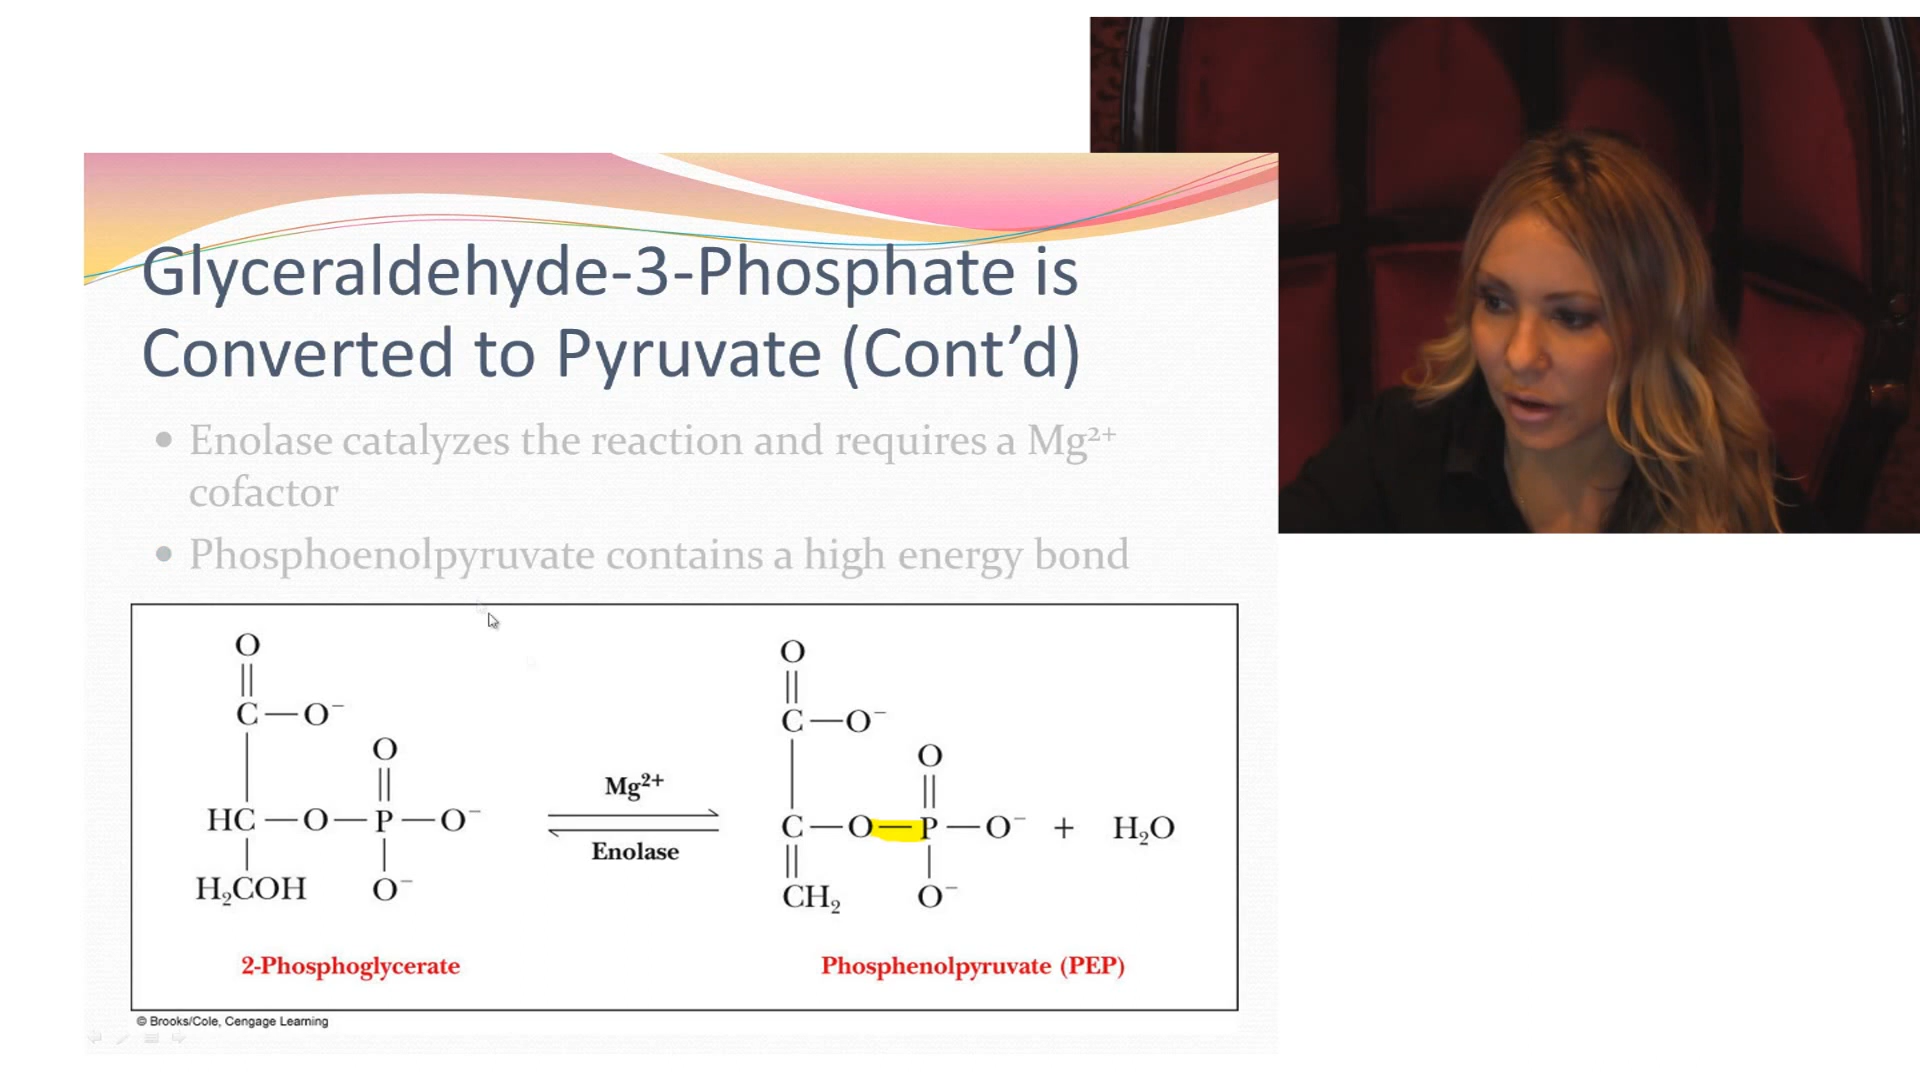 Glyceraldehyde-3-Phosphate is
Converted to Pyruvate (Cont’d)
• Enolase catalyzes the reaction and requires a Mg²⁺
cofactor
• Phosphoenolpyruvate contains a high energy bond
O
||
C—O⁻
O
||
HC—O—P—O⁻
H₂COH O⁻
2-Phosphoglycerate
Mg²⁺
Enolase
O
||
C—O⁻
O
||
C—O—P—O⁻ + H₂O
||
CH₂ O⁻
Phosphenolpyruvate (PEP)
© Brooks/Cole, Cengage Learning